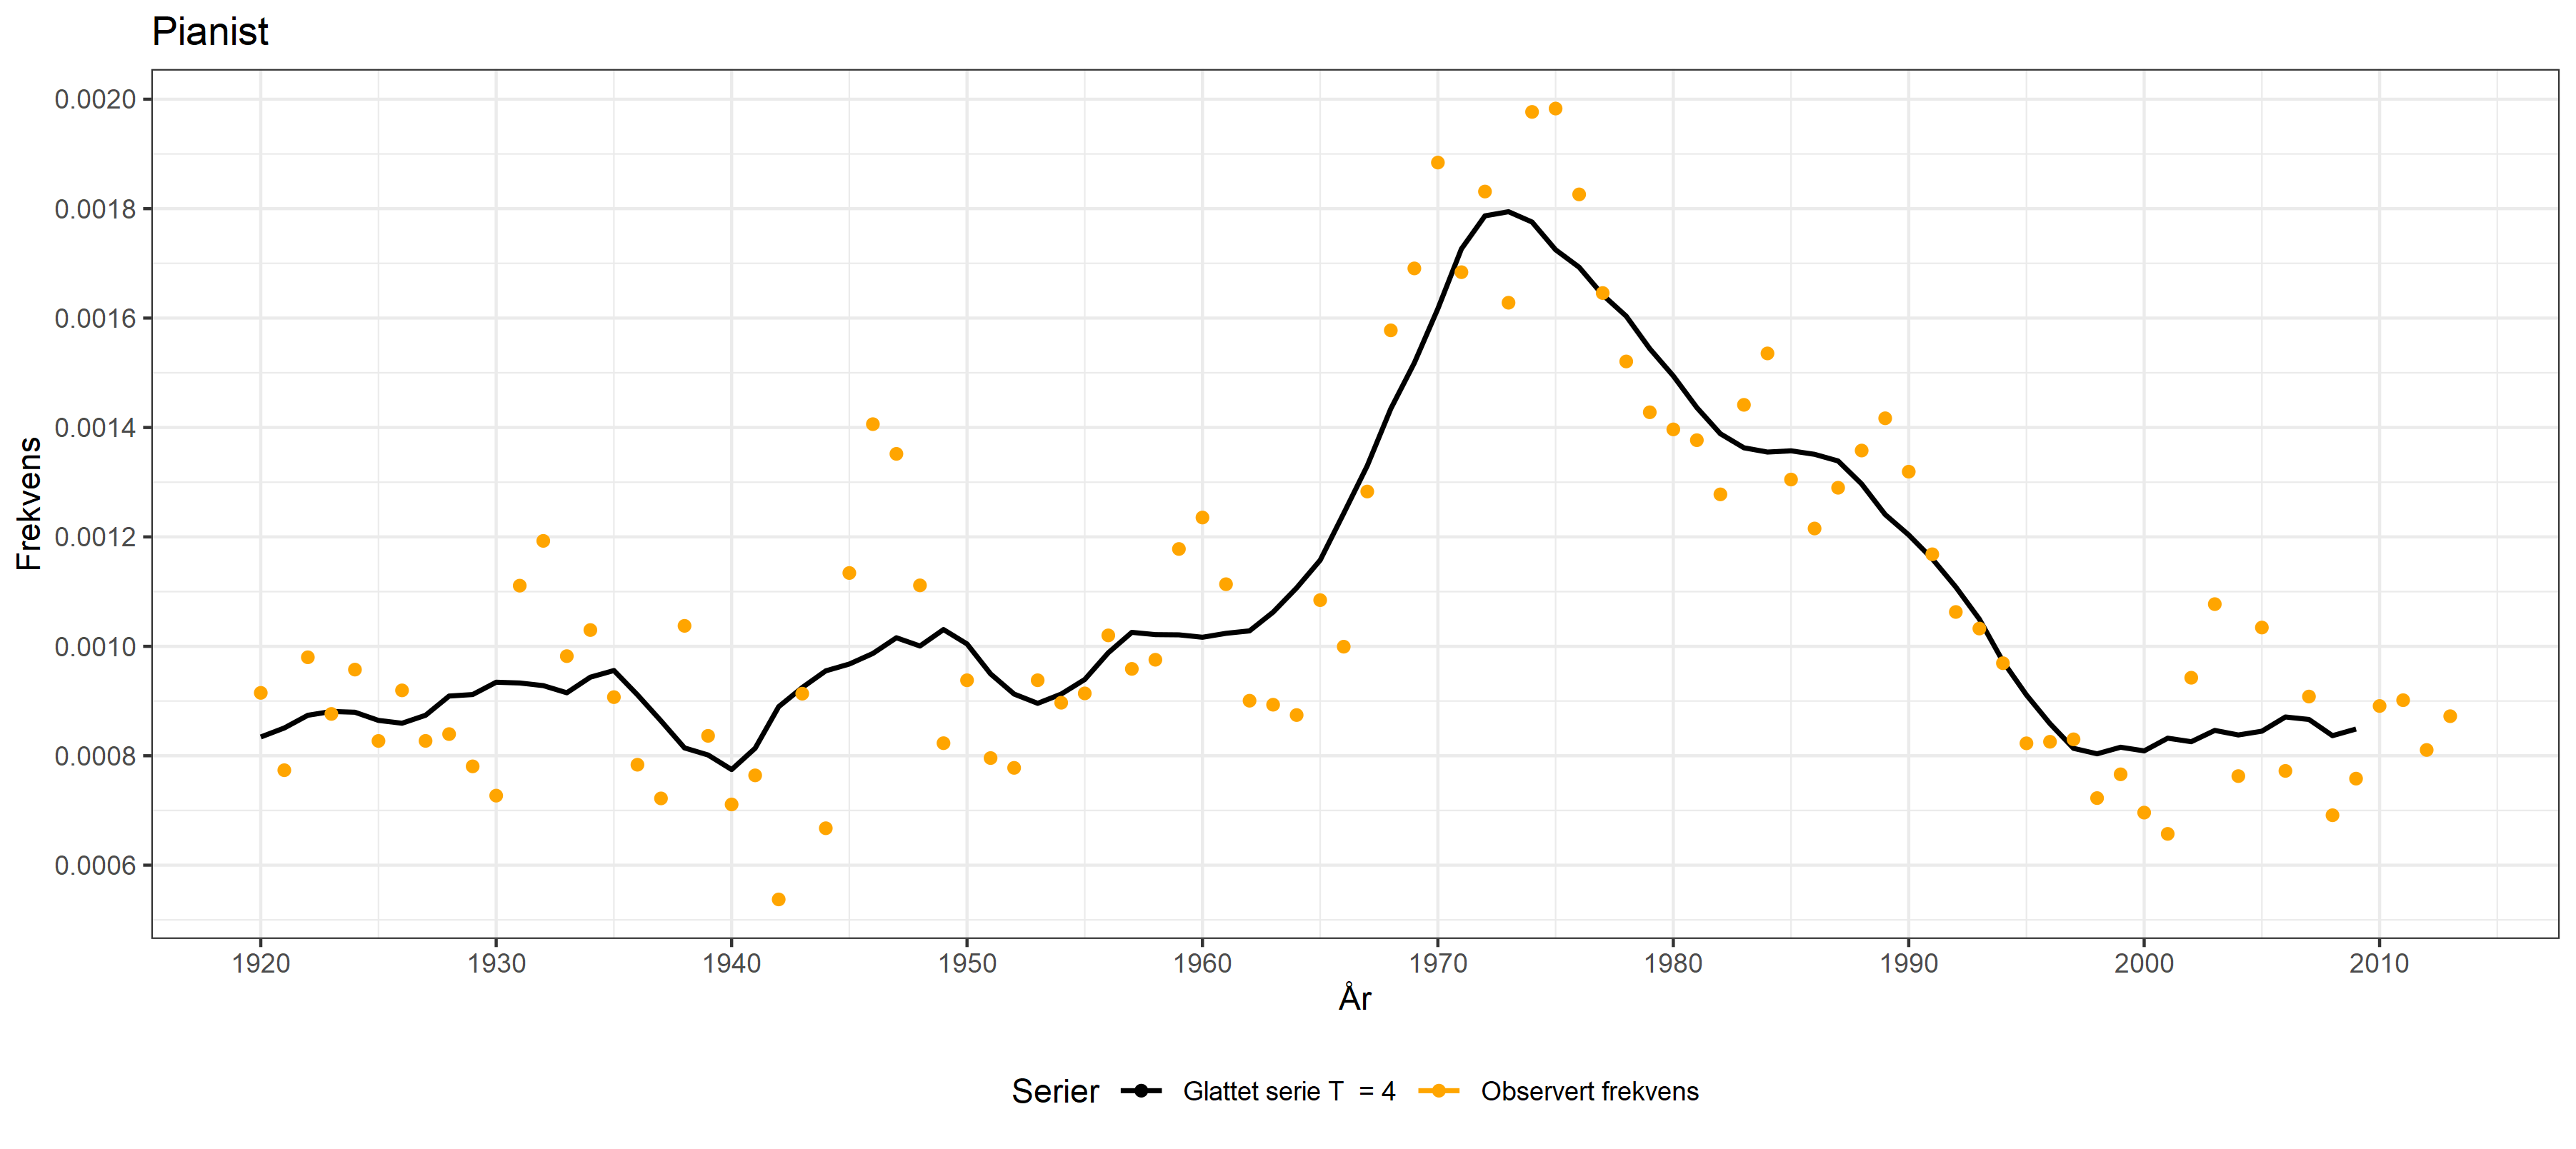 Pianist
0.0020
0.0018
0.0016
0.0014
0.0012
0.0010
0.0008
0.0006
Frekvens
1920 1930 1940 1950 1960 1970 1980 1990 2000 2010
År
Serier Glattet serie T = 4 Observert frekvens